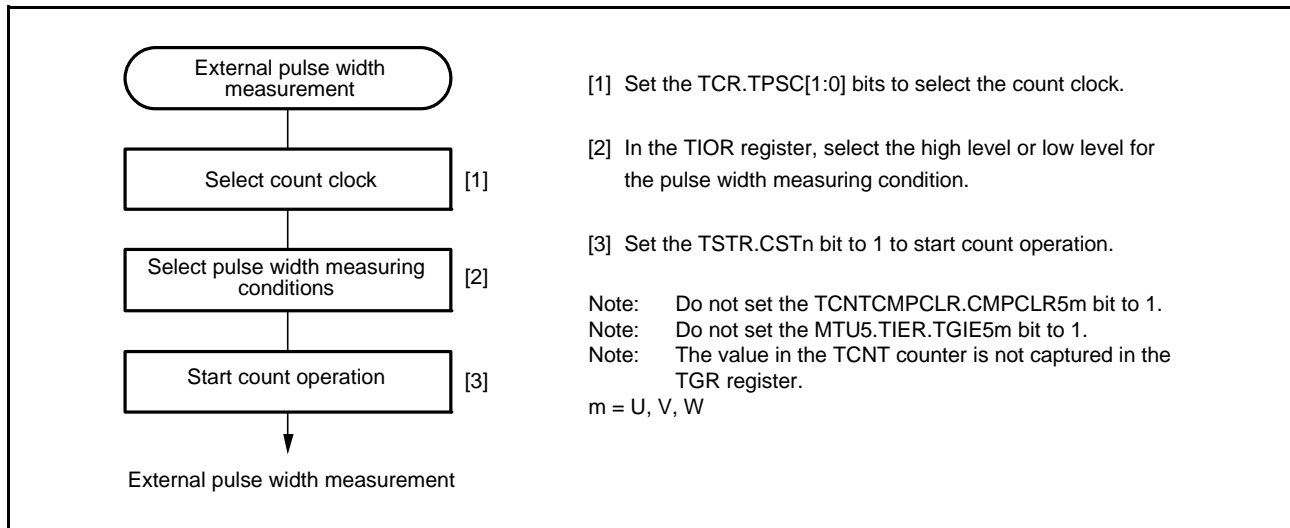 External pulse width
measurement
Select count clock
[1]
Select pulse width measuring
conditions
[2]
Start count operation
[3]
External pulse width measurement
[1] Set the TCR.TPSC[1:0] bits to select the count clock.
[2] In the TIOR register, select the high level or low level for
the pulse width measuring condition.
[3] Set the TSTR.CSTn bit to 1 to start count operation.
Note: Do not set the TCNTCMPCLR.CMPCLR5m bit to 1.
Note: Do not set the MTU5.TIER.TGIE5m bit to 1.
Note: The value in the TCNT counter is not captured in the
TGR register.
m = U, V, W